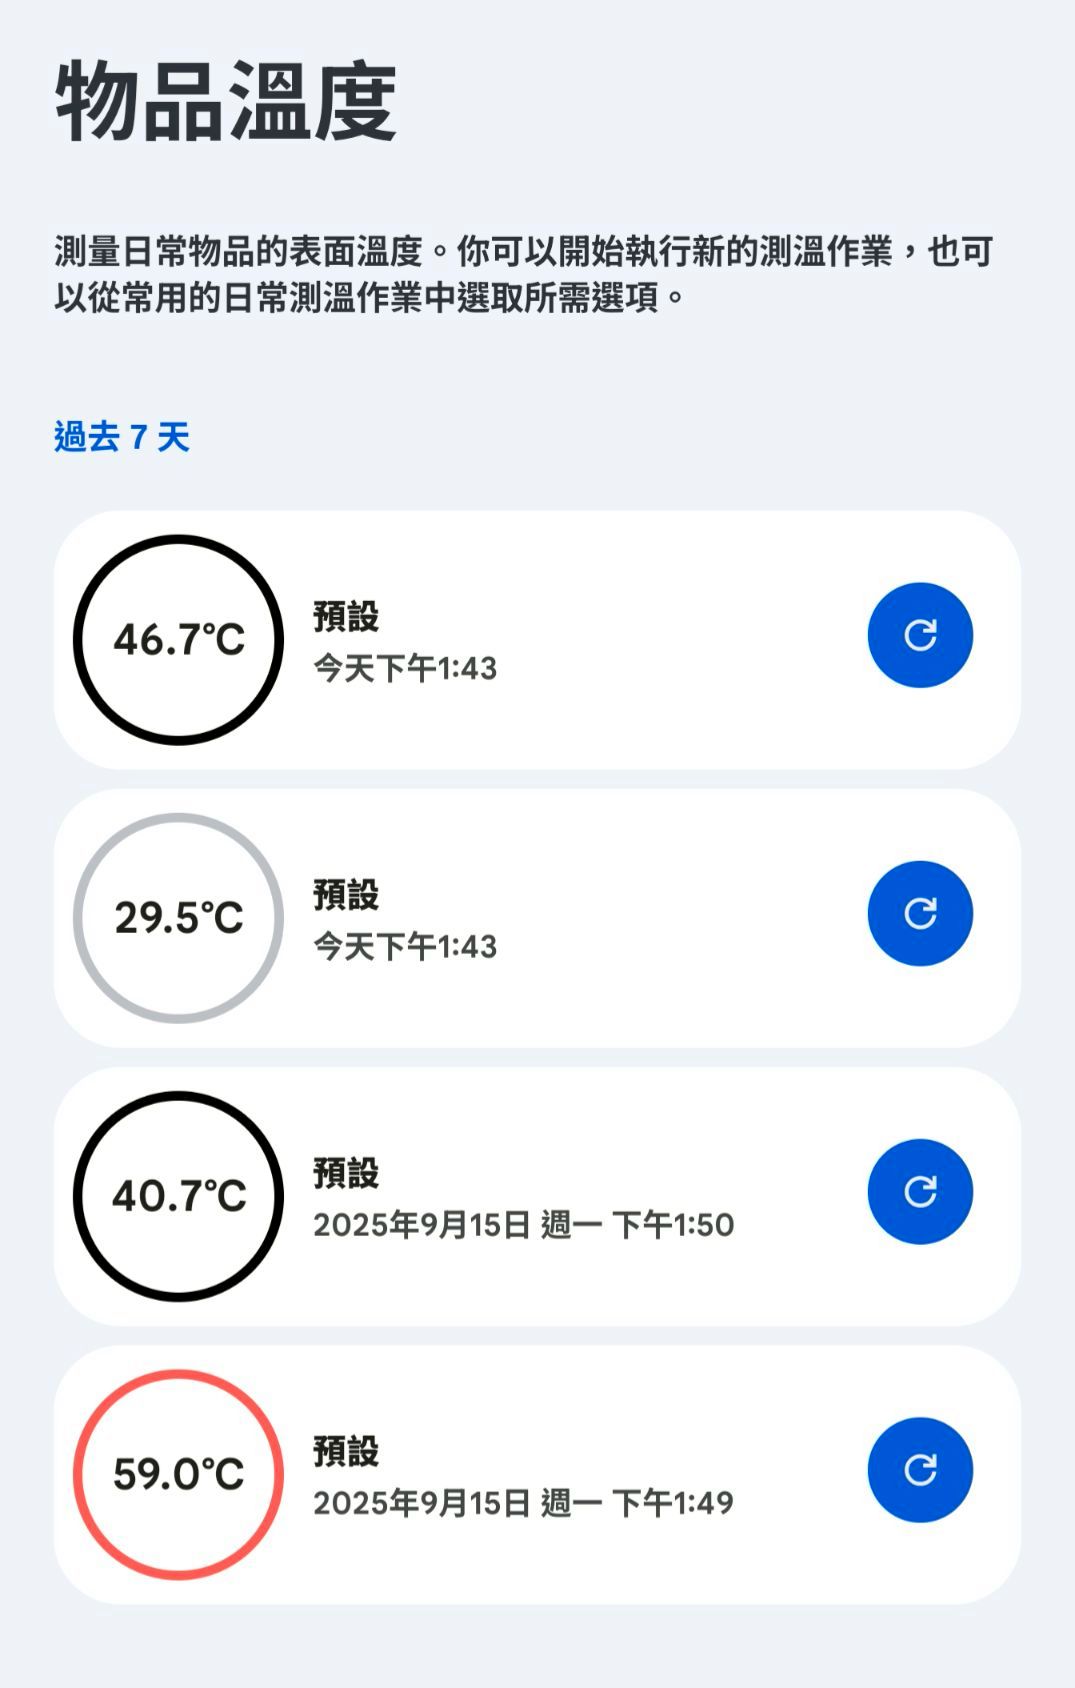 物品溫度
測量日常物品的表面溫度。你可以開始執行新的測溫作業，也可
以從常用的日常測溫作業中選取所需選項。
過去 7 天
46.7°C
預設
今天下午1:43
29.5°C
預設
今天下午1:43
40.7°C
預設
2025年9月15日 週一 下午1:50
59.0°C
預設
2025年9月15日 週一 下午1:49